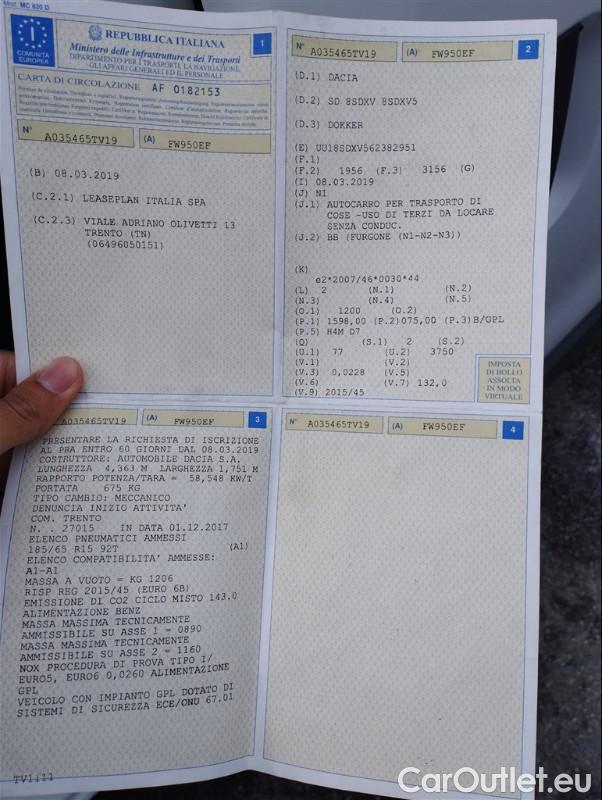 Mod. MC 820 D
I
COMUNITÀ
EUROPEA
REPUBBLICA ITALIANA
Ministero delle Infrastrutture e dei Trasporti
DIPARTIMENTO PER I TRASPORTI, LA NAVIGAZIONE,
GLI AFFARI GENERALI ED IL PERSONALE
1
CARTA DI CIRCOLAZIONE AF 0182153
N° A035465TV19 (A) FW950EF
(B) 08.03.2019
(C.2.1) LEASEPLAN ITALIA SPA
(C.2.3) VIALE ADRIANO OLIVETTI 13
TRENTO (TN)
(06496050151)
N° A035465TV19 (A) FW950EF 2
(D.1) DACIA
(D.2) SD 8SDXV 8SDXV5
(D.3) DOKKER
(E) UU18SDXV562382951
(F.1)
(F.2) 1956 (F.3) 3156 (G)
(I) 08.03.2019
(J) N1
(J.1) AUTOCARRO PER TRASPORTO DI
COSE -USO DI TERZI DA LOCARE
SENZA CONDUC.
(J.2) BB (FURGONE (N1-N2-N3))
(K)
e2*2007/46*0030*44
(L) 2 (N.1) (N.2)
(N.3) (N.4) (N.5)
(O.1) 1200 (O.2)
(P.1) 1598,00 (P.2)075,00 (P.3)B/GPL
(P.5) H4M D7
(Q) (S.1) 2 (S.2)
(U.1) 77 (U.2) 3750
(V.1) (V.2)
(V.3) 0,0228 (V.5)
(V.6) (V.7) 132,0
(V.9) 2015/45
IMPOSTA
DI BOLLO
ASSOLTA
IN MODO
VIRTUALE
A035465TV19 (A) FW950EF 3
PRESENTARE LA RICHIESTA DI ISCRIZIONE
AL PRA ENTRO 60 GIORNI DAL 08.03.2019
COSTRUTTORE: AUTOMOBILE DACIA S.A.
LUNGHEZZA 4,363 M LARGHEZZA 1,751 M
RAPPORTO POTENZA/TARA = 58,548 KW/T
PORTATA 675 KG
TIPO CAMBIO: MECCANICO
DENUNCIA INIZIO ATTIVITA'
COM. TRENTO
N. . 27015 IN DATA 01.12.2017
ELENCO PNEUMATICI AMMESSI
185/65 R15 92T (A1)
ELENCO COMPATIBILITA' AMMESSE:
A1-A1
MASSA A VUOTO = KG 1206
RISP REG 2015/45 (EURO 6B)
EMISSIONE DI CO2 CICLO MISTO 143.0
ALIMENTAZIONE BENZ
MASSA MASSIMA TECNICAMENTE
AMMISSIBILE SU ASSE 1 = 0890
MASSA MASSIMA TECNICAMENTE
AMMISSIBILE SU ASSE 2 = 1160
NOX PROCEDURA DI PROVA TIPO I/
EURO5, EURO6 0,0260 ALIMENTAZIONE
GPL
VEICOLO CON IMPIANTO GPL DOTATO DI
SISTEMI DI SICUREZZA ECE/ONU 67.01
TV1111
N° A035465TV19 (A) FW950EF 4
CarOutlet.eu